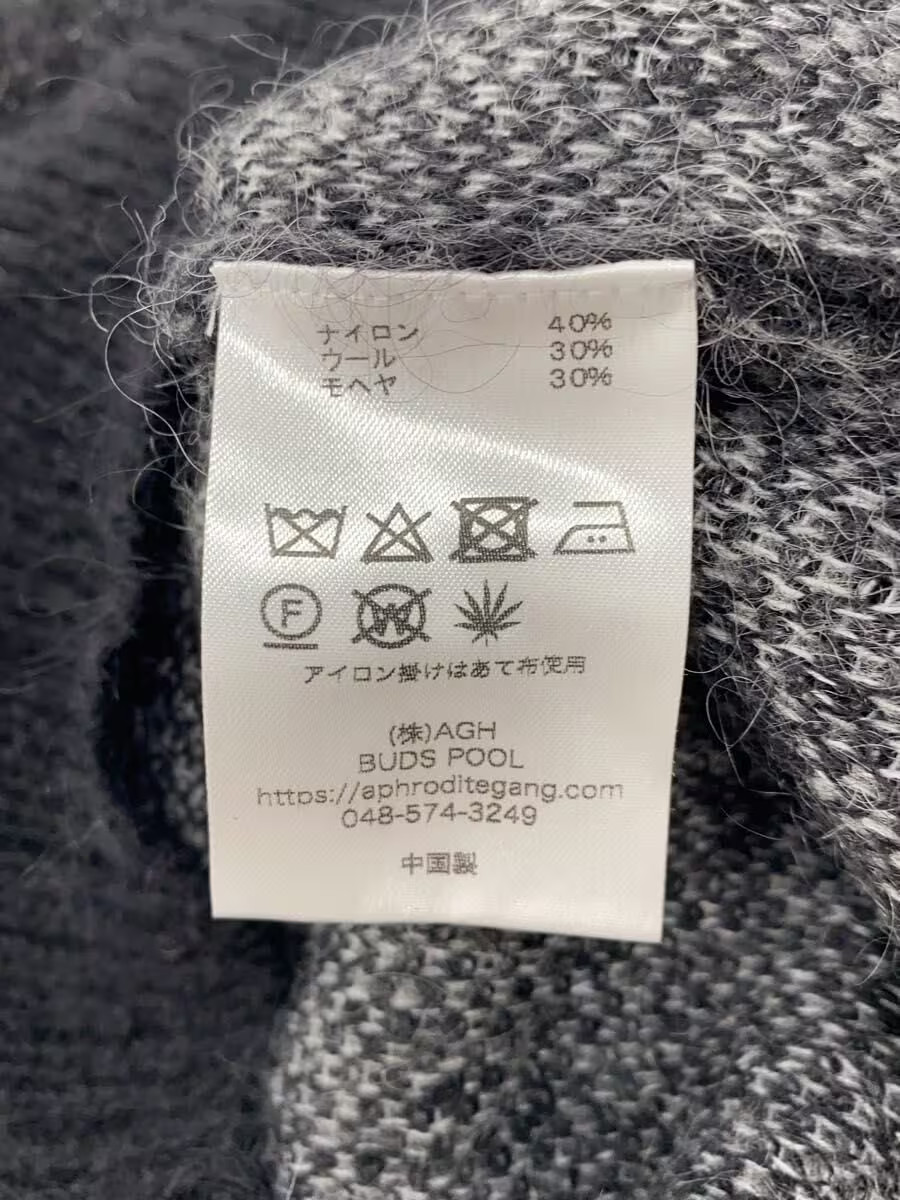 ナイロン 40%
ウール 30%
モヘヤ 30%
F
W
アイロン掛けはあて布使用
(株)AGH
BUDS POOL
https://aphroditegang.com
048-574-3249
中国製